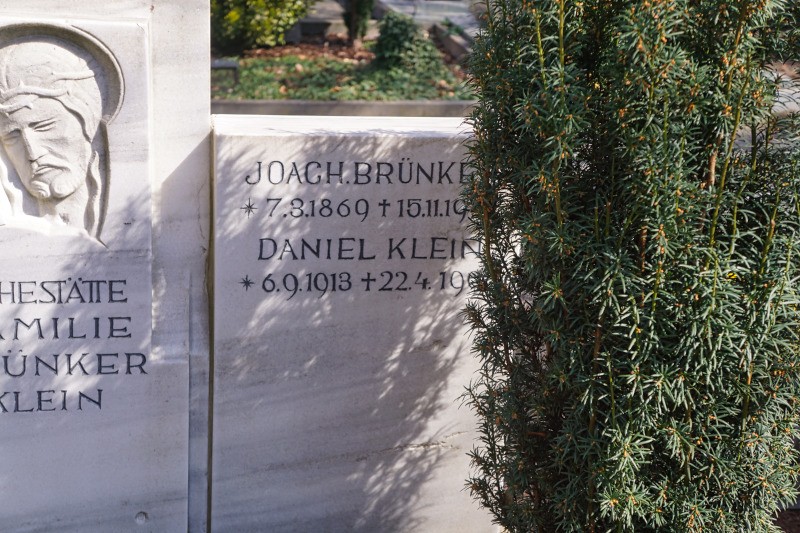 HESTÄTTE
AMILIE
ÜNKER
KLEIN
JOACH. BRÜNKE
* 7.3.1869 † 15.11.19
DANIEL KLEIN
* 6.9.1913 † 22.4.19